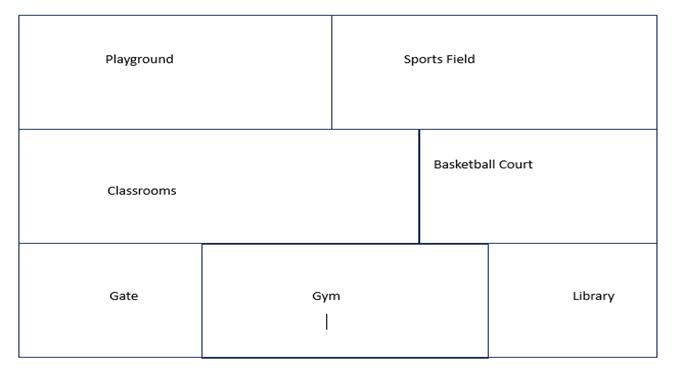 Playground
Sports Field
Classrooms
Basketball Court
Gate
Gym
Library